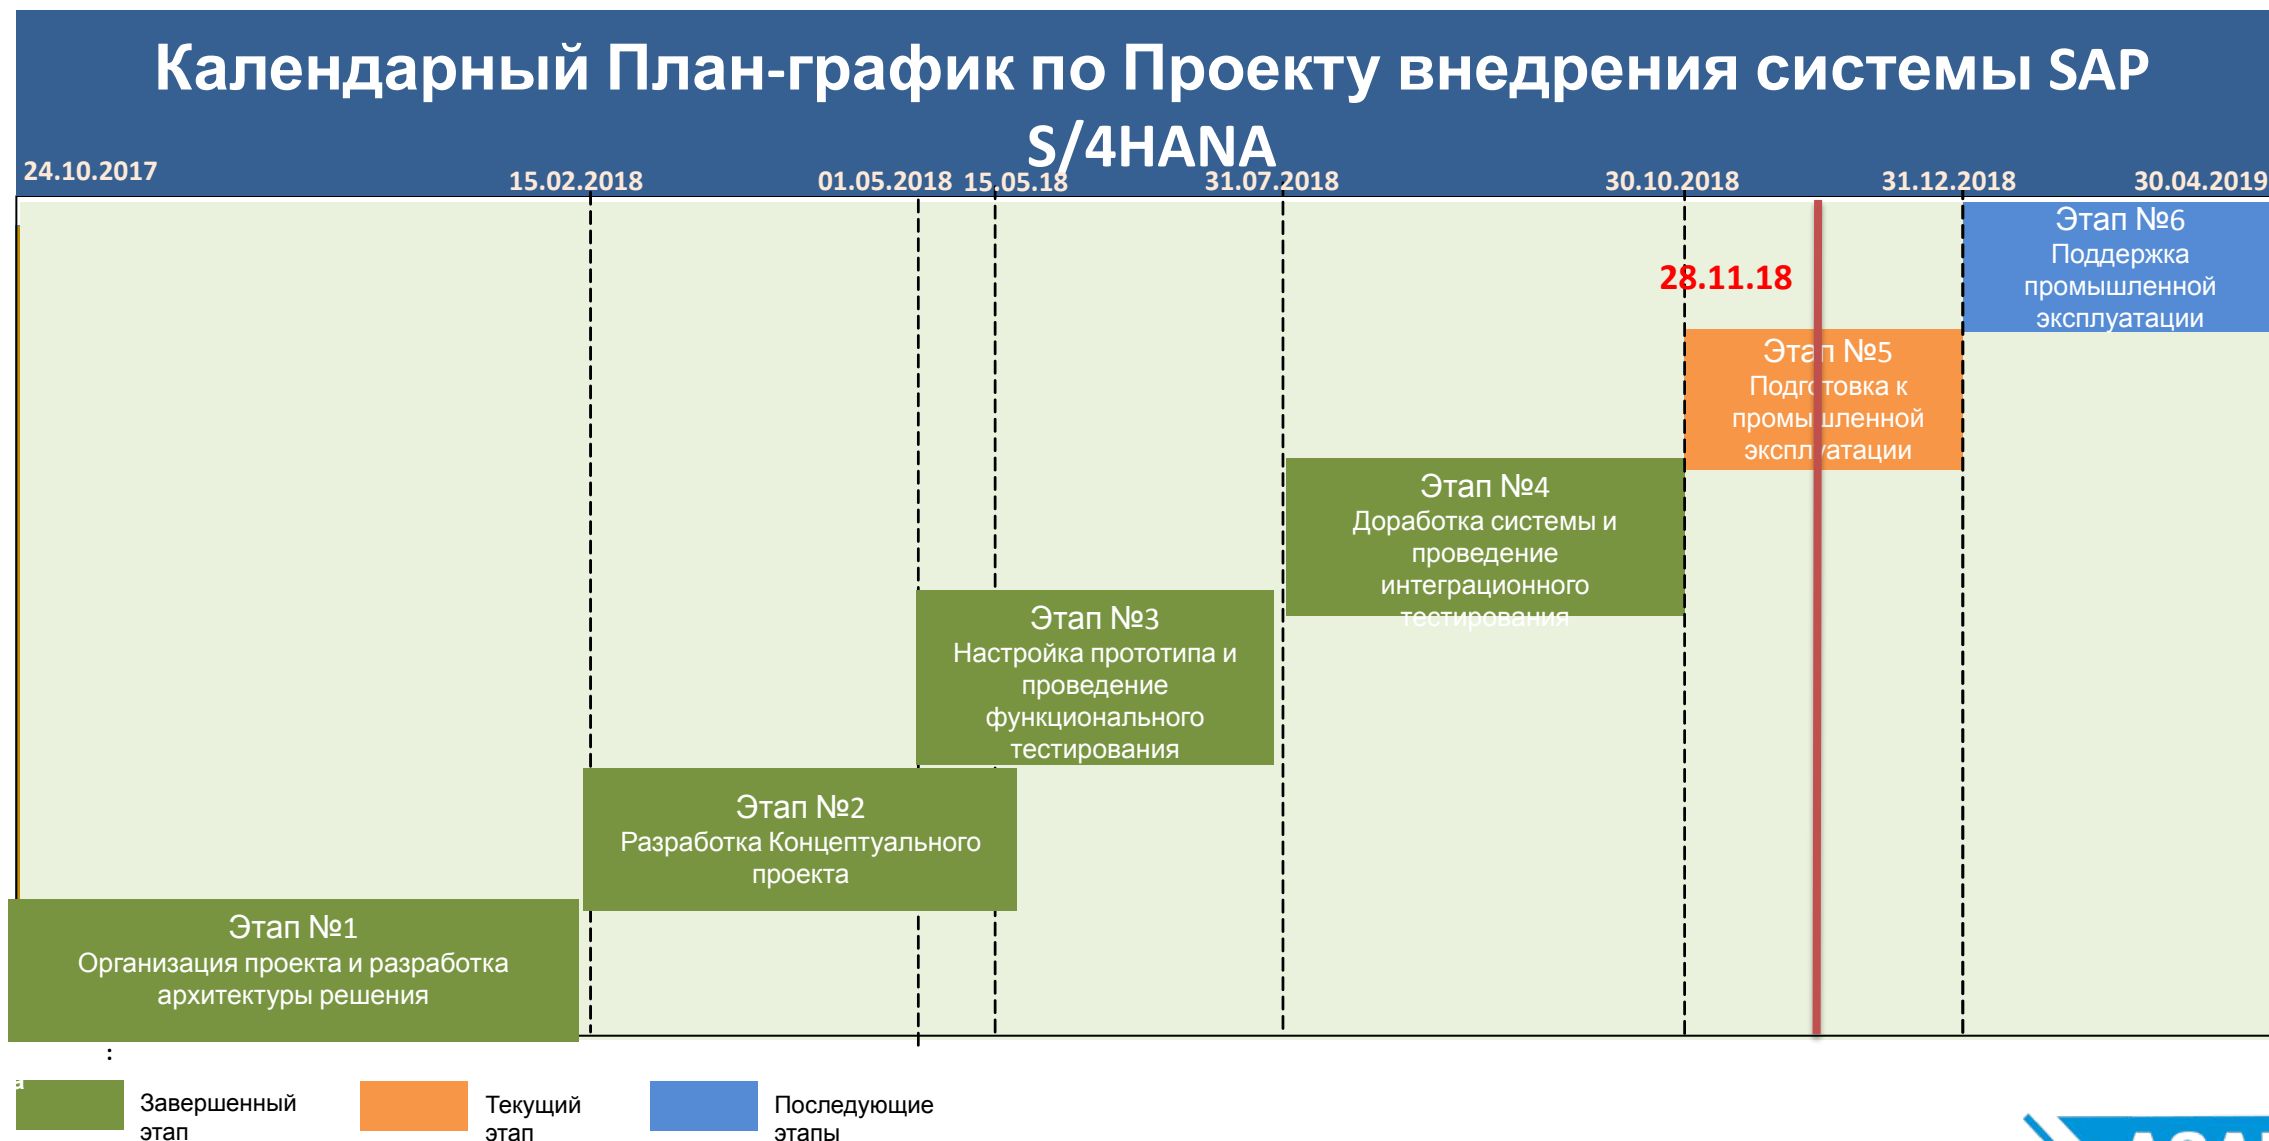 Календарный План-график по Проекту внедрения системы SAP
S/4HANA
24.10.2017
15.02.2018
01.05.2018
15.05.18
31.07.2018
30.10.2018
31.12.2018
30.04.2019
Этап №6
Поддержка
промышленной
эксплуатации
28.11.18
Этап №5
Подготовка к
промышленной
эксплуатации
Этап №4
Доработка системы и
проведение
интеграционного
тестирования
Этап №3
Настройка прототипа и
проведение
функционального
тестирования
Этап №2
Разработка Концептуального
проекта
Этап №1
Организация проекта и разработка
архитектуры решения
:
а
Завершенный
этап
Текущий
этап
Последующие
этапы